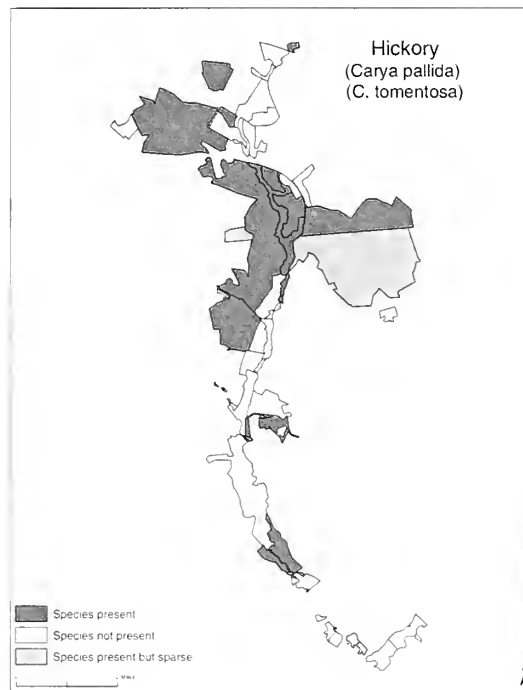 Hickory
(Carya pallida)
(C. tomentosa)
Species present
Species not present
Species present but sparse